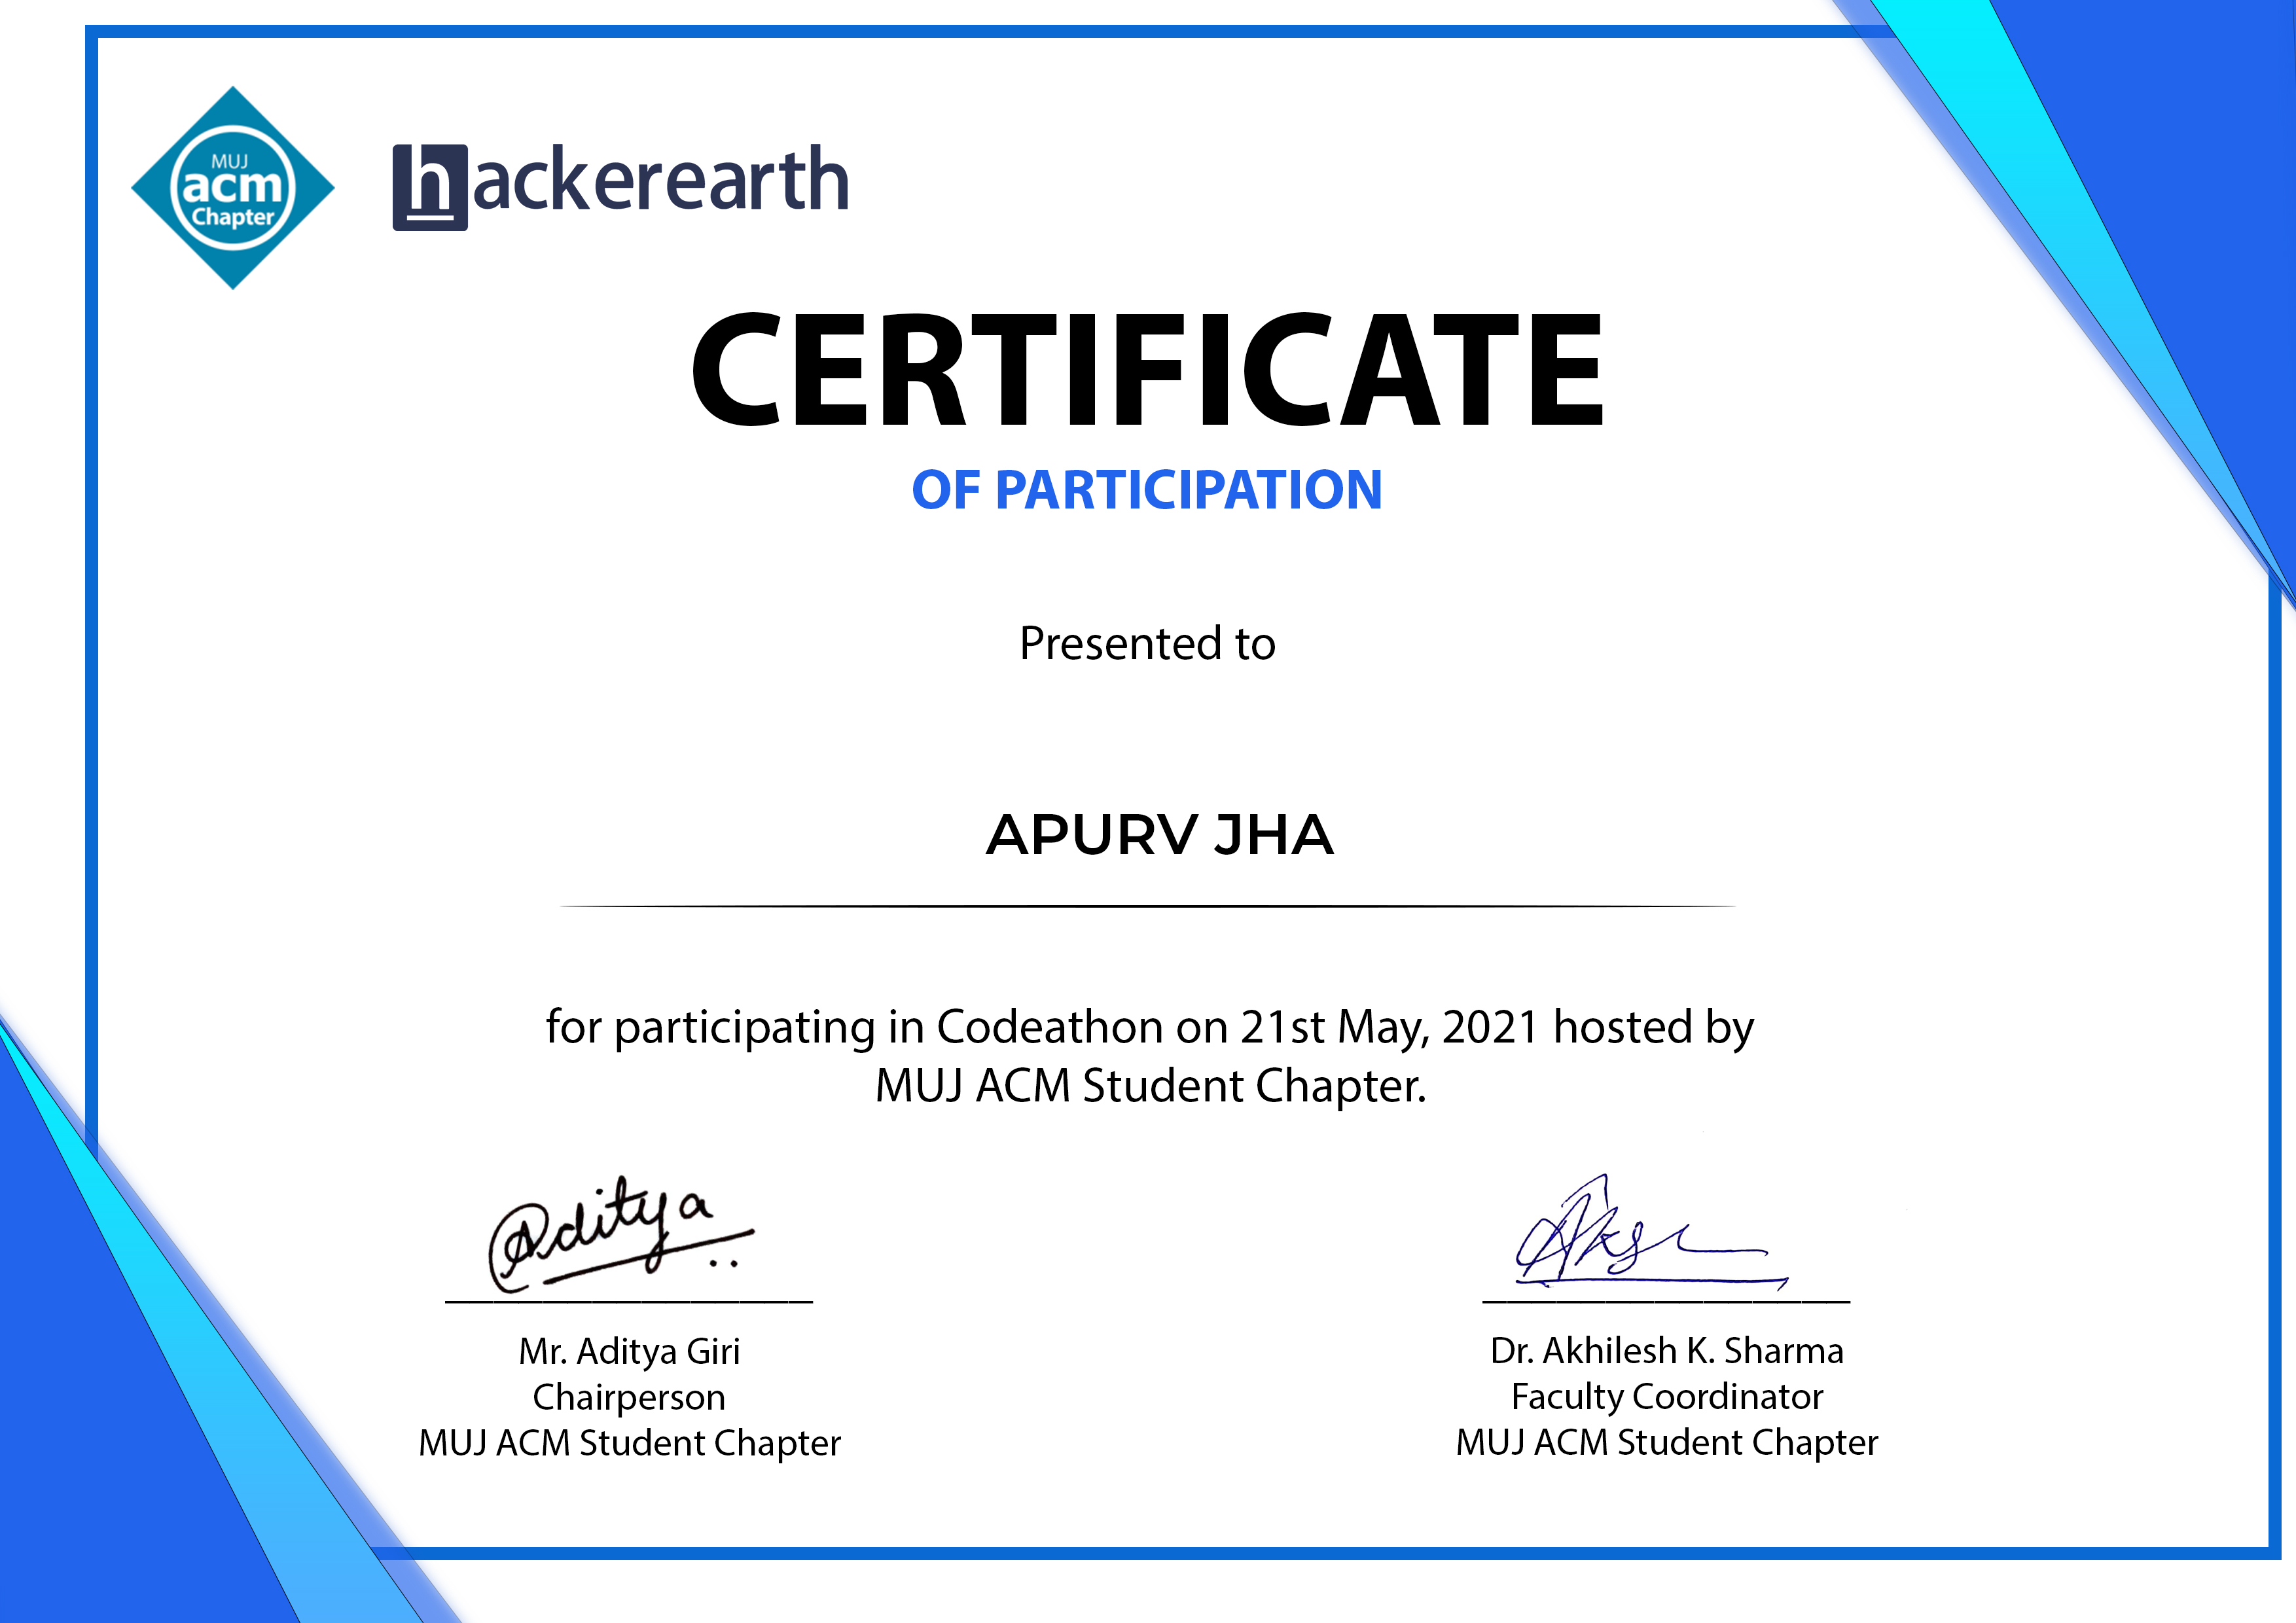 MUJ
acm
Chapter
hackerearth
CERTIFICATE
OF PARTICIPATION
Presented to
APURV JHA
for participating in Codeathon on 21st May, 2021 hosted by
MUJ ACM Student Chapter.
Aditya
Mr. Aditya Giri
Chairperson
MUJ ACM Student Chapter
Dr. Akhilesh K. Sharma
Faculty Coordinator
MUJ ACM Student Chapter